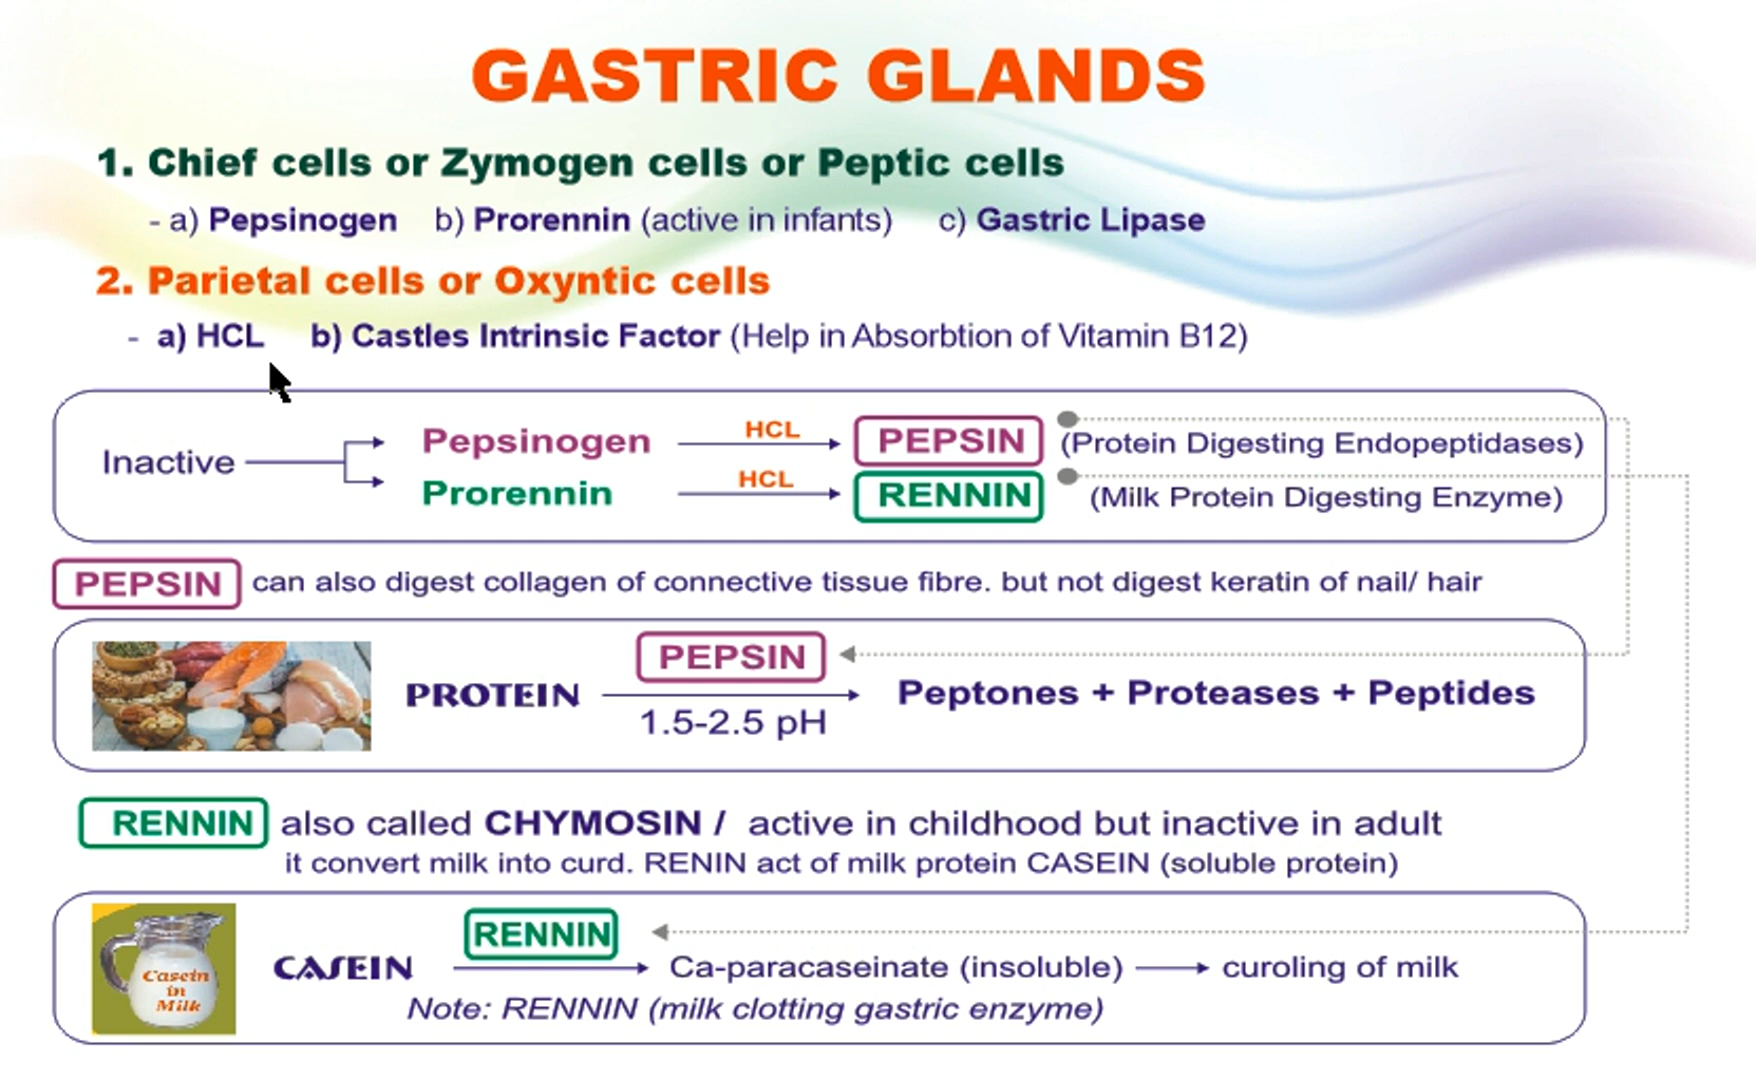 GASTRIC GLANDS
1. Chief cells or Zymogen cells or Peptic cells
- a) Pepsinogen b) Prorennin (active in infants) c) Gastric Lipase
2. Parietal cells or Oxyntic cells
- a) HCL b) Castles Intrinsic Factor (Help in Absorbtion of Vitamin B12)
Inactive
Pepsinogen HCL PEPSIN (Protein Digesting Endopeptidases)
Prorennin HCL RENNIN (Milk Protein Digesting Enzyme)
PEPSIN can also digest collagen of connective tissue fibre. but not digest keratin of nail/ hair
PEPSIN
PROTEIN Peptones + Proteases + Peptides
1.5-2.5 pH
RENNIN also called CHYMOSIN / active in childhood but inactive in adult
it convert milk into curd. RENIN act of milk protein CASEIN (soluble protein)
RENNIN
CASEIN Ca-paracaseinate (insoluble) curoling of milk
Casein
in
Milk
Note: RENNIN (milk clotting gastric enzyme)